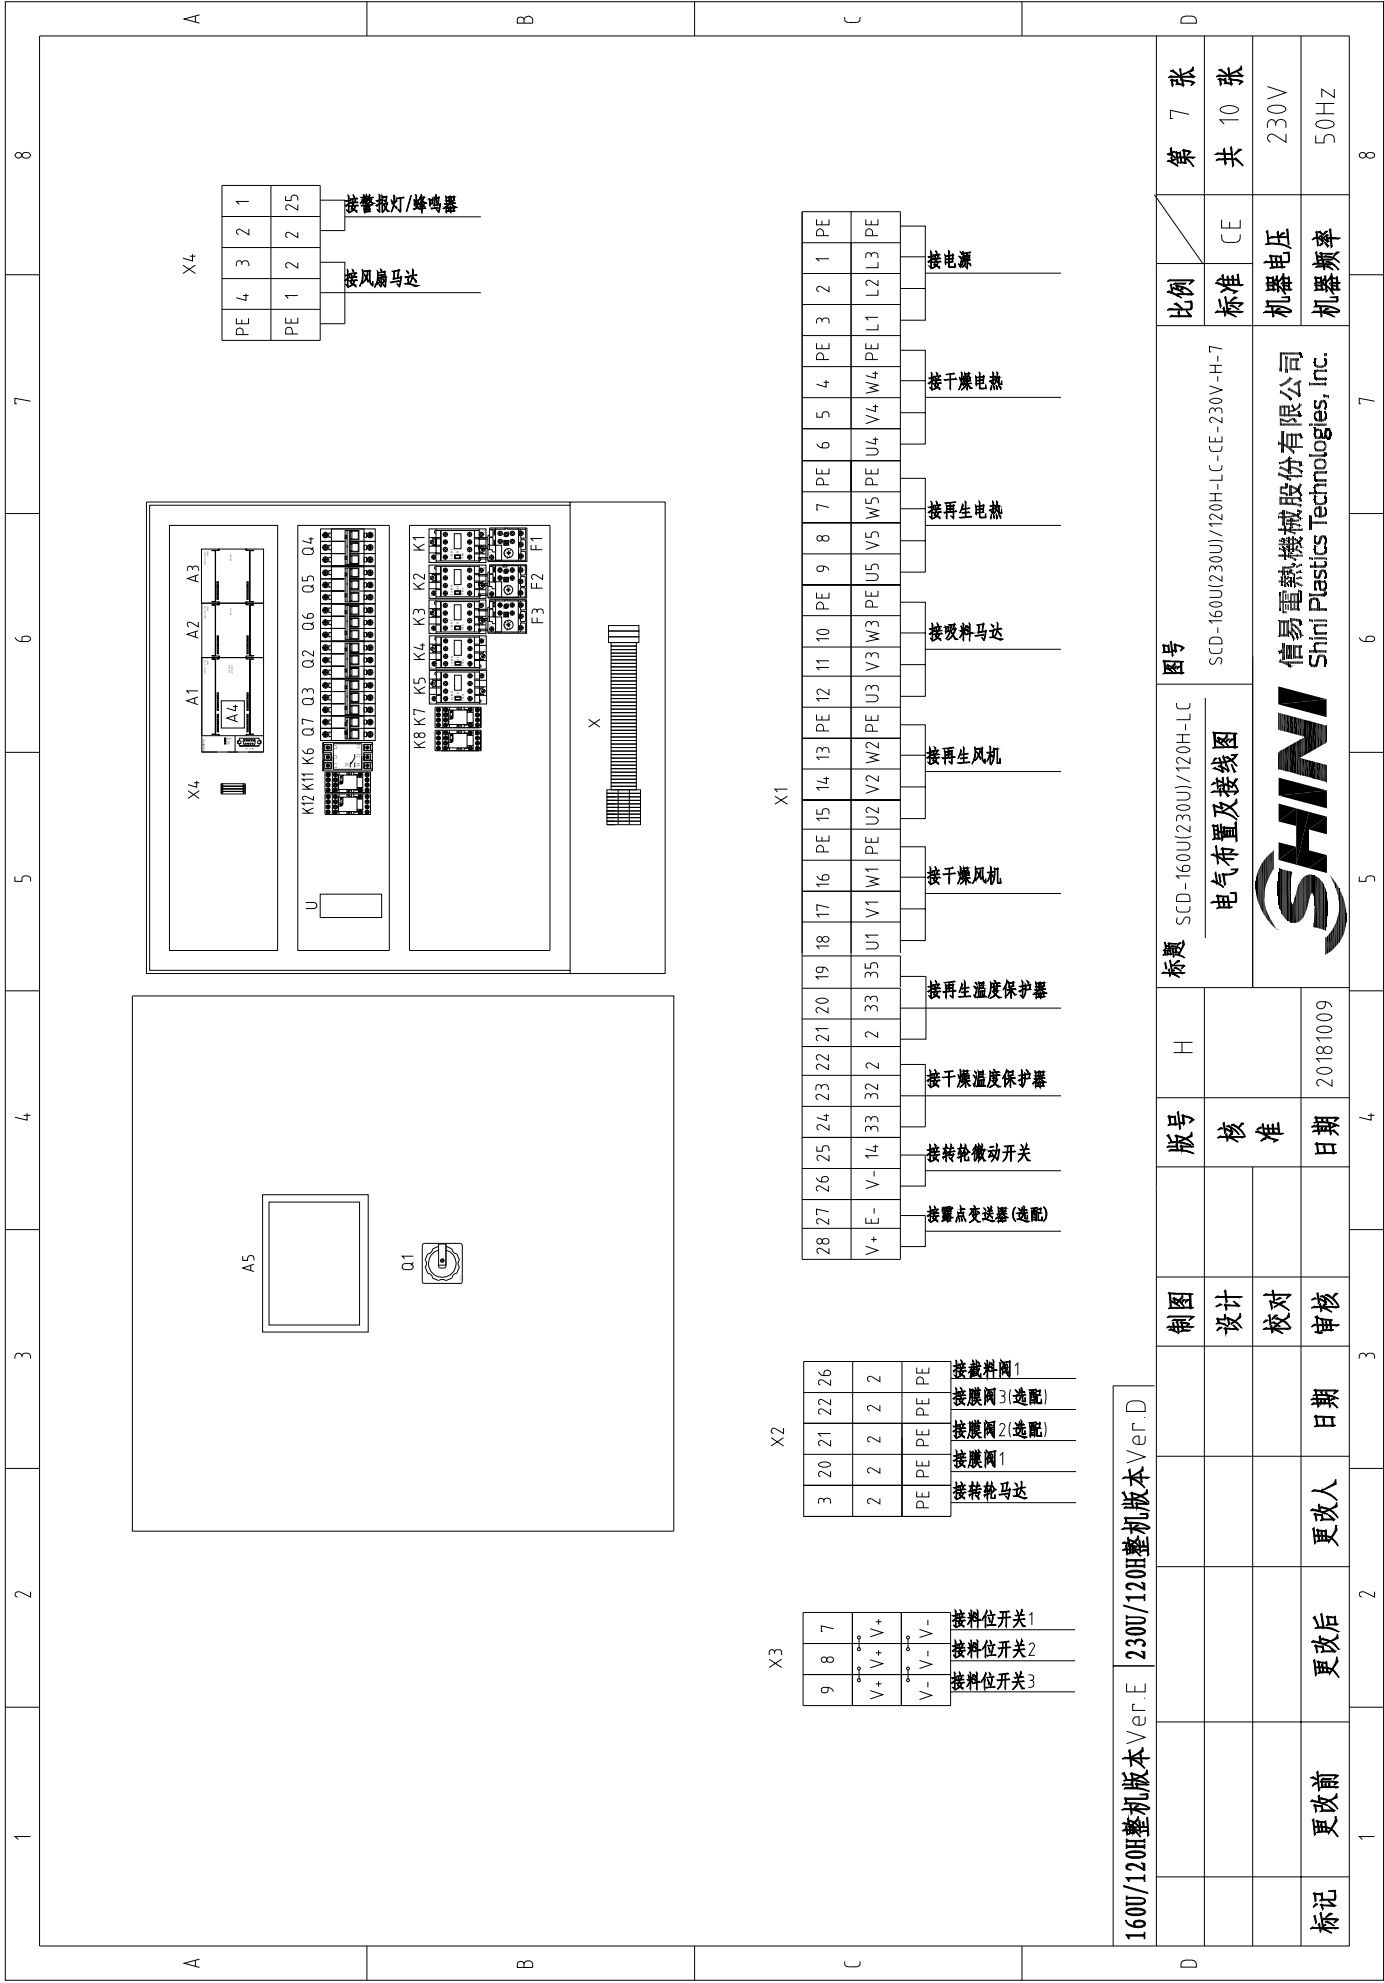 1 2 3 4 5 6 7 8
A
B
C
D
A5
Q1
X4
A1 A2 A3
A4
K12 K11 K6 Q7 Q3 Q2 Q6 Q5 Q4
U
K8 K7 K5 K4 K3 K2 K1
F3 F2 F1
X
X4
PE 4 3 2 1
PE 1 2 2 25
接风扇马达
接警报灯/蜂鸣器
X3
9 8 7
V+ V+ V+
V- V- V-
接料位开关3
接料位开关2
接料位开关1
X2
3 20 21 22 26
2 2 2 2 2
PE PE PE PE PE
接转轮马达
接膜阀1
接膜阀2(选配)
接膜阀3(选配)
接截料阀1
X1
28 27 26 25 24 23 22 21 20 19 18 17 16 PE 15 14 13 PE 12 11 10 PE 9 8 7 PE 6 5 4 PE 3 2 1 PE
V+ E- V- 14 33 32 2 2 33 35 U1 V1 W1 PE U2 V2 W2 PE U3 V3 W3 PE U5 V5 W5 PE U4 V4 W4 PE L1 L2 L3 PE
接露点变送器(选配)
接转轮微动开关
接干燥温度保护器
接再生温度保护器
接干燥风机
接再生风机
接吸料马达
接再生电热
接干燥电热
接电源
160U/120H整机版本Ver.E
230U/120H整机版本Ver.D
标记 更改前 更改后 更改人 日期
制图
设计
校对
审核
版号 H
核准
日期 20181009
标题 SCD-160U(230U)/120H-LC
电气布置及接线图
图号
SCD-160U(230U)/120H-LC-CE-230V-H-7
SHINI
信易電熱機械股份有限公司
Shini Plastics Technologies, Inc.
比例
第 7 张
标准 CE
共 10 张
机器电压 230V
机器频率 50HZ
1 2 3 4 5 6 7 8
A
B
C
D